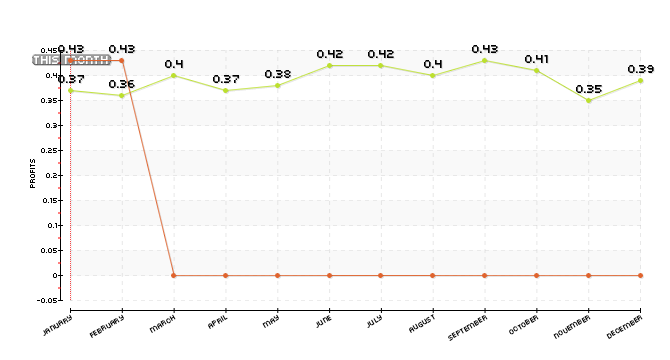 0.45
0.43
0.43
THIS MONTH
0.4
0.37
0.36
0.4
0.37
0.38
0.42
0.42
0.4
0.43
0.41
0.35
0.39
0.35
0.3
0.25
0.2
0.15
0.1
0.05
0
-0.05
PROFITS
JANUARY
FEBRUARY
MARCH
APRIL
MAY
JUNE
JULY
AUGUST
SEPTEMBER
OCTOBER
NOVEMBER
DECEMBER